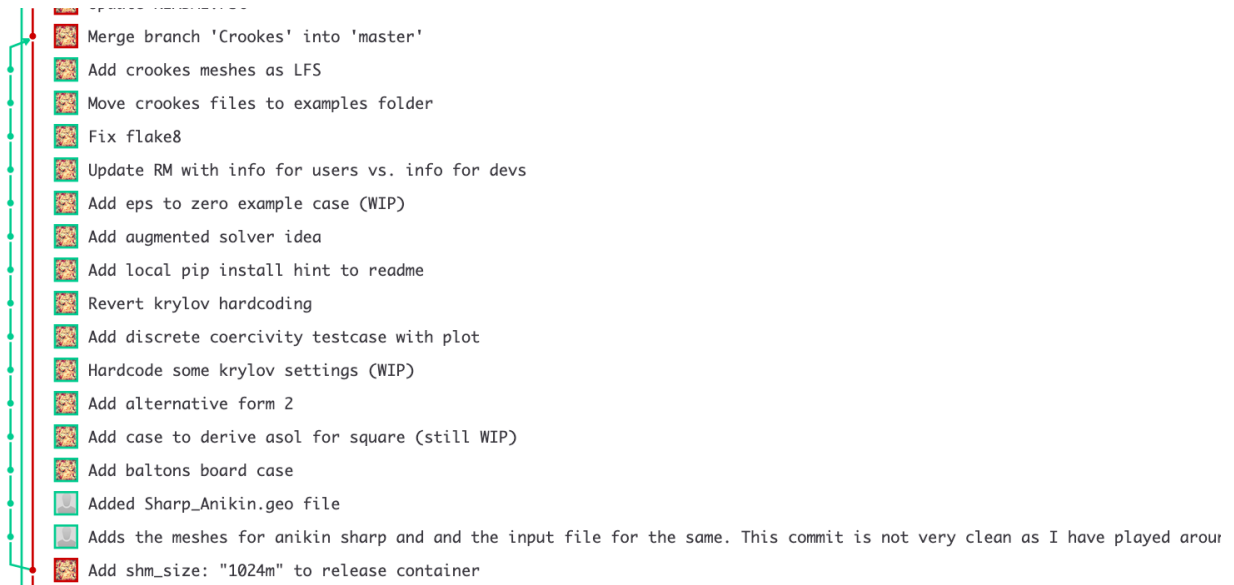 Merge branch 'Crookes' into 'master'
Add crookes meshes as LFS
Move crookes files to examples folder
Fix flake8
Update RM with info for users vs. info for devs
Add eps to zero example case (WIP)
Add augmented solver idea
Add local pip install hint to readme
Revert krylov hardcoding
Add discrete coercivity testcase with plot
Hardcode some krylov settings (WIP)
Add alternative form 2
Add case to derive asol for square (still WIP)
Add baltons board case
Added Sharp_Anikin.geo file
Adds the meshes for anikin sharp and and the input file for the same. This commit is not very clean as I have played
Add shm_size: "1024m" to release container